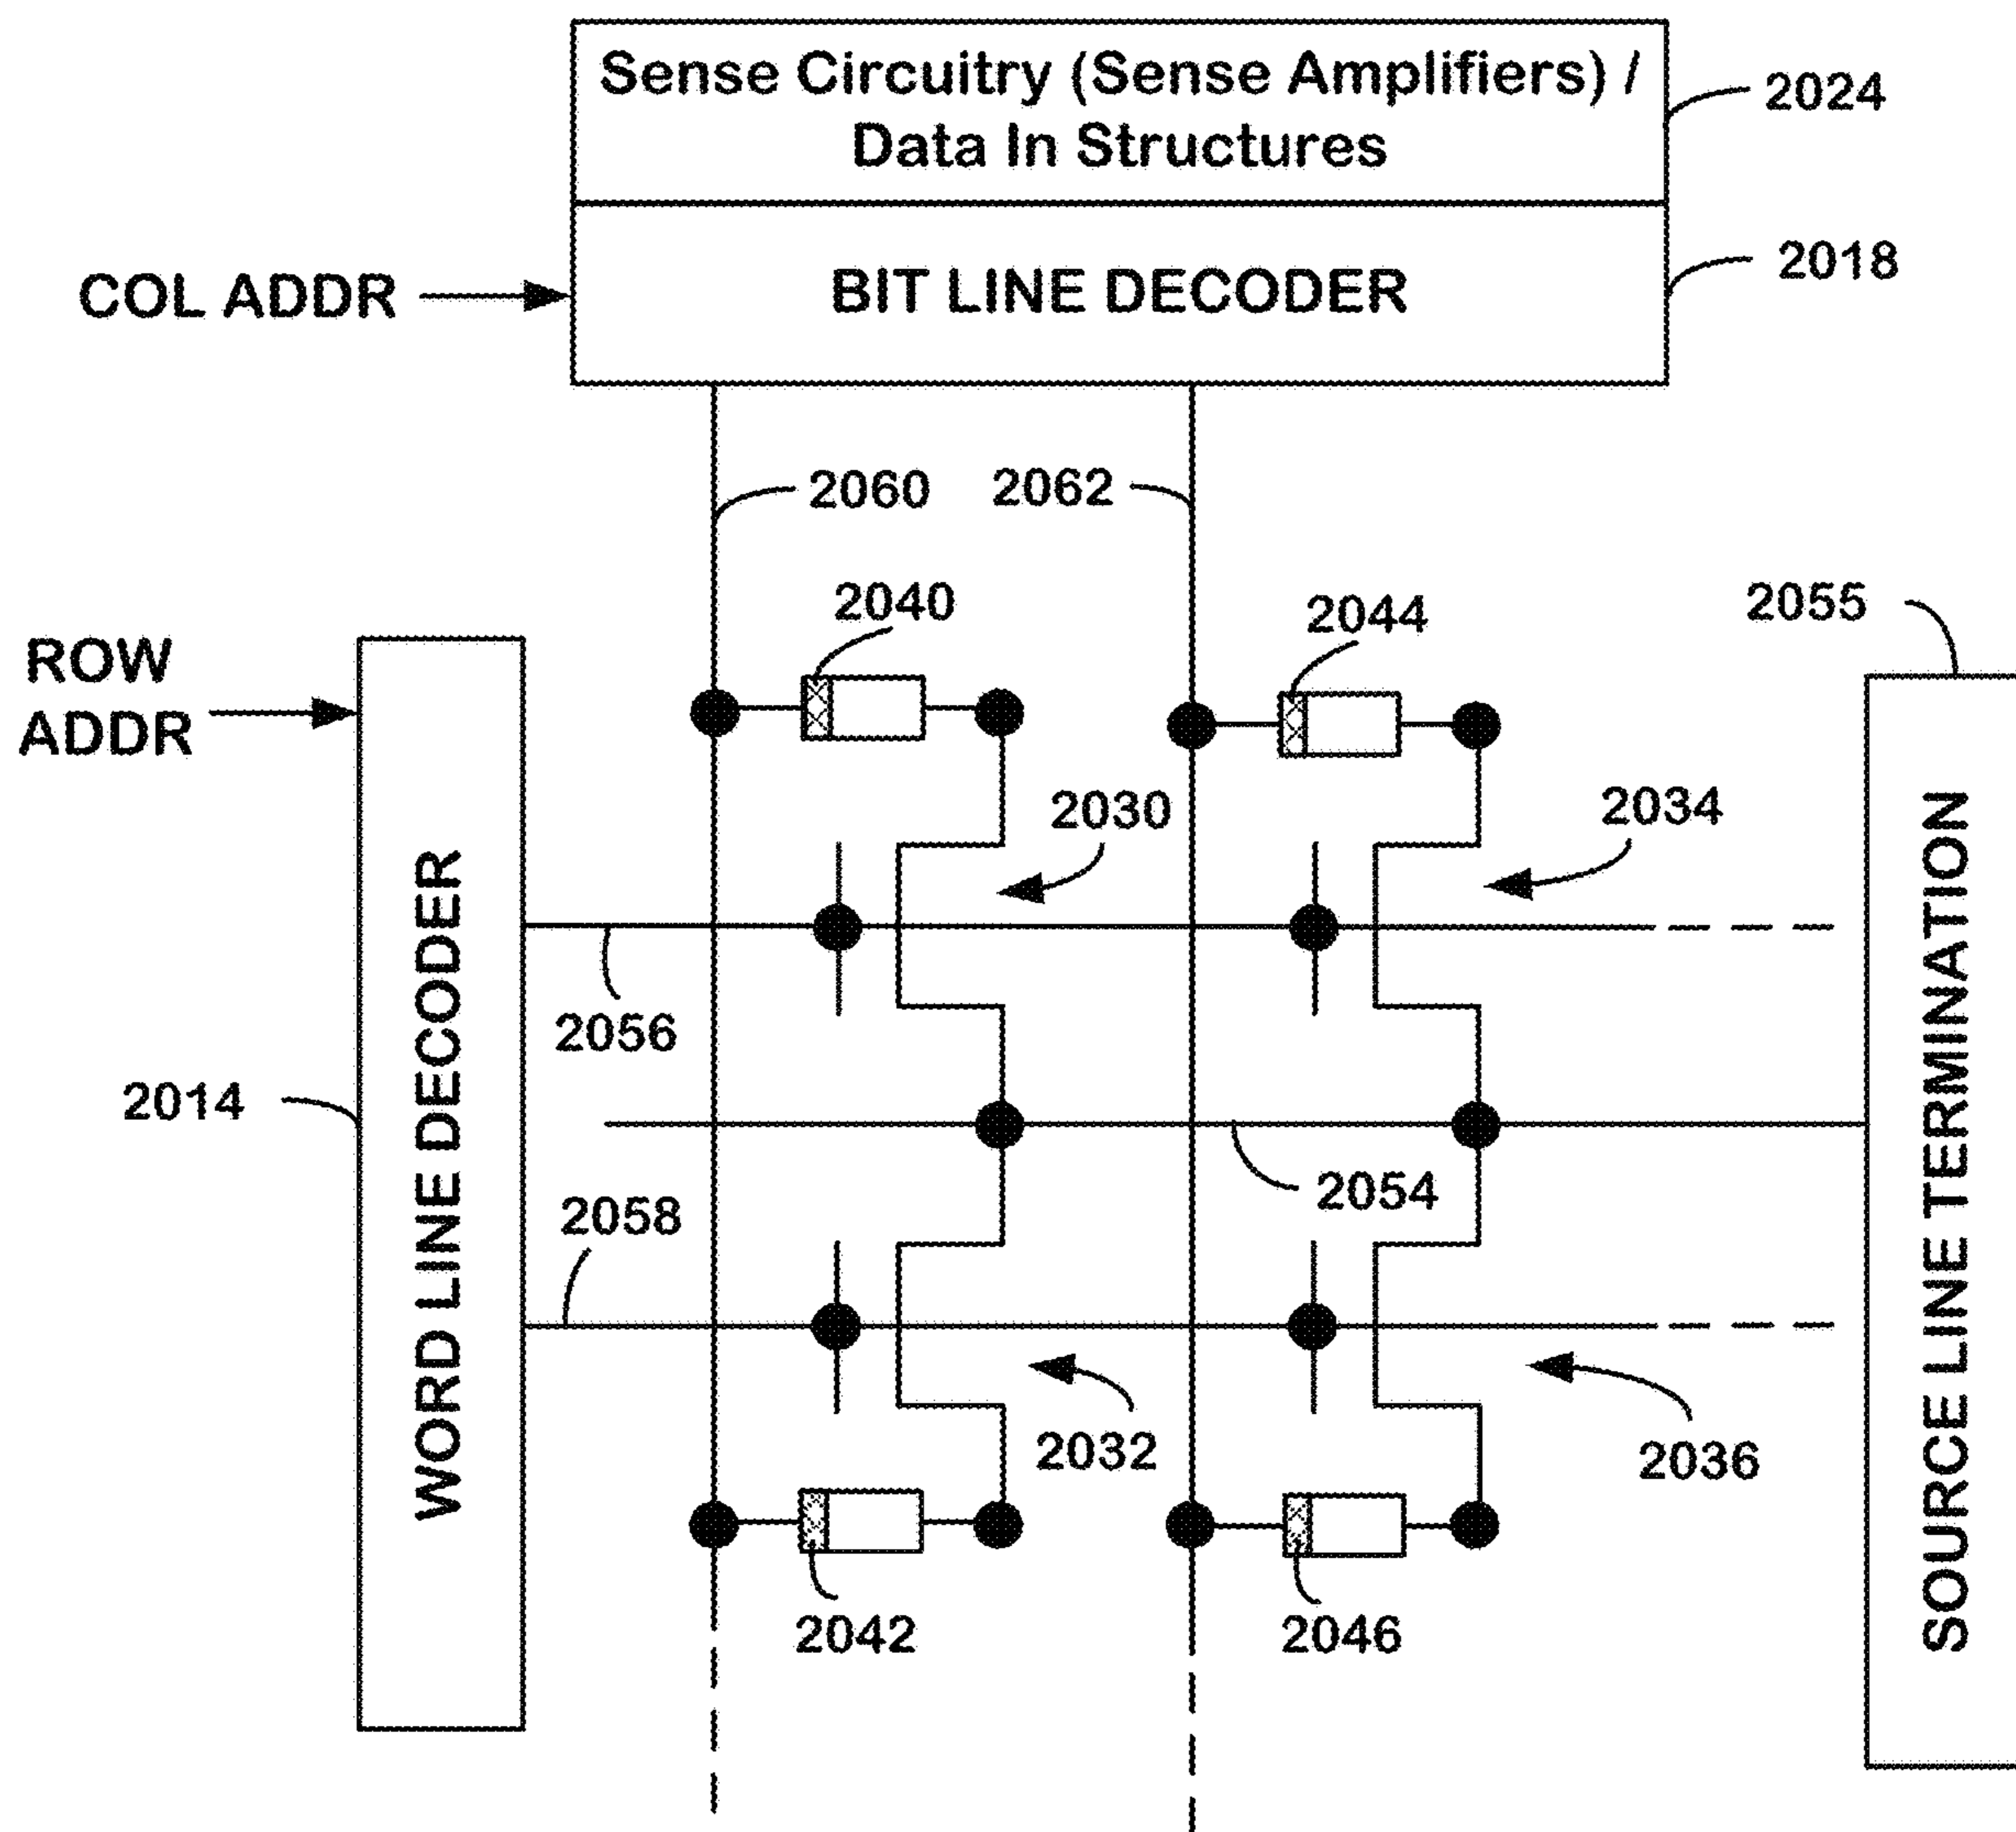 Sense Circuitry (Sense Amplifiers) /
Data In Structures
2024
BIT LINE DECODER
2018
COL ADDR
2060
2062
2040
2044
2055
ROW
ADDR
2030
2034
WORD LINE DECODER
SOURCE LINE TERMINATION
2056
2014
2054
2058
2032
2036
2042
2046